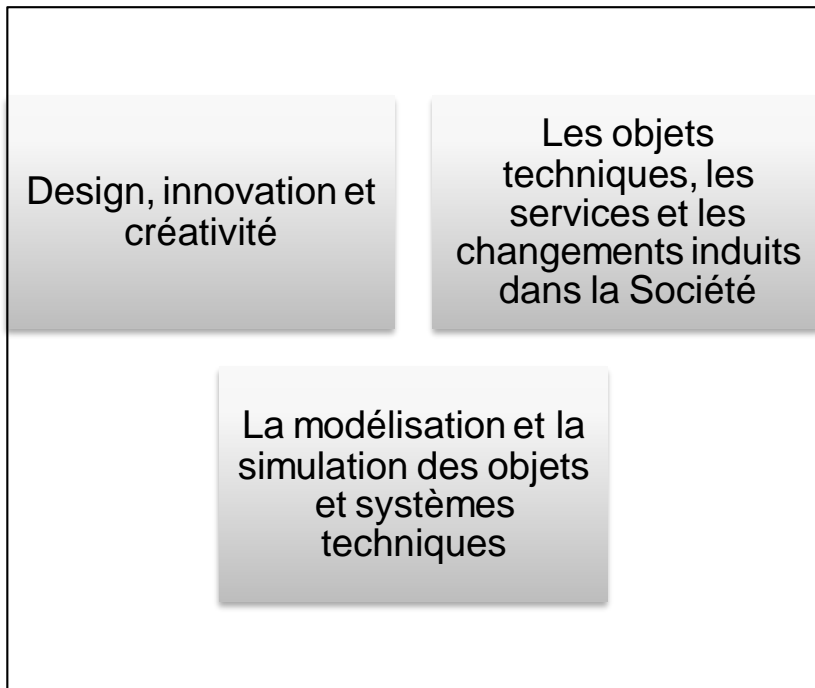 Design, innovation et
créativité
Les objets
techniques, les
services et les
changements induits
dans la Société
La modélisation et la
simulation des objets
et systèmes
techniques